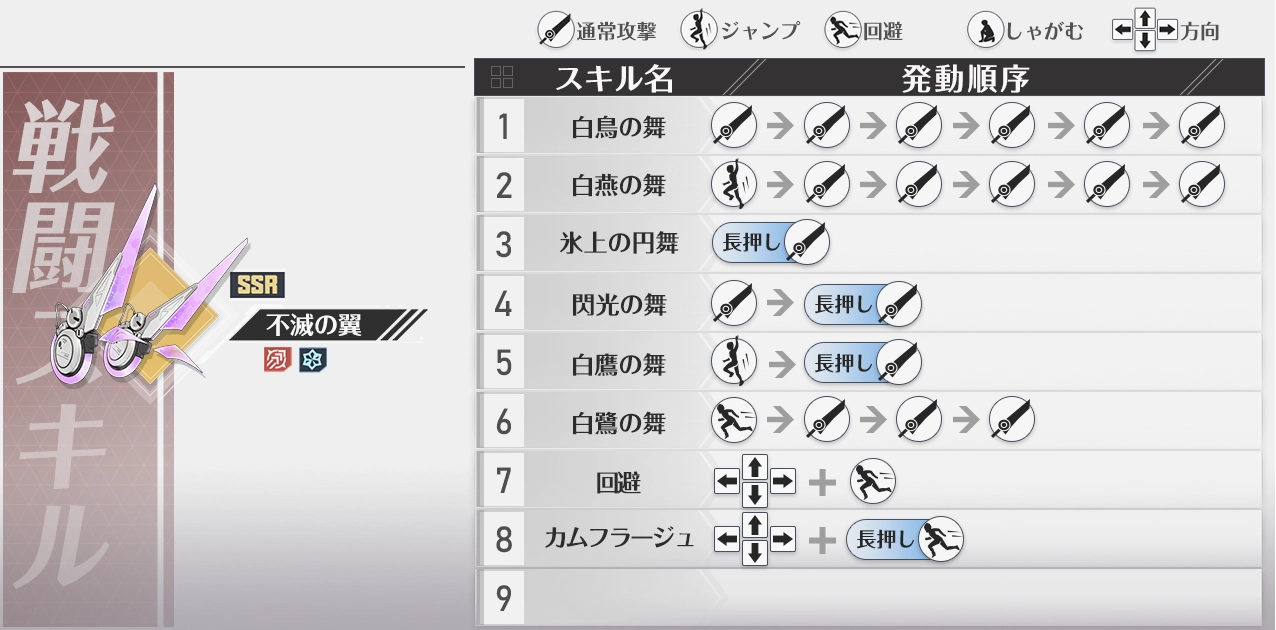 通常攻撃 ジャンプ 回避 しゃがむ 方向
戦闘スキル
SSR
不滅の翼
スキル名 発動順序
1 白鳥の舞
2 白燕の舞
3 氷上の円舞 長押し
4 閃光の舞 長押し
5 白鷹の舞 長押し
6 白鷺の舞
7 回避
8 カムフラージュ 長押し
9